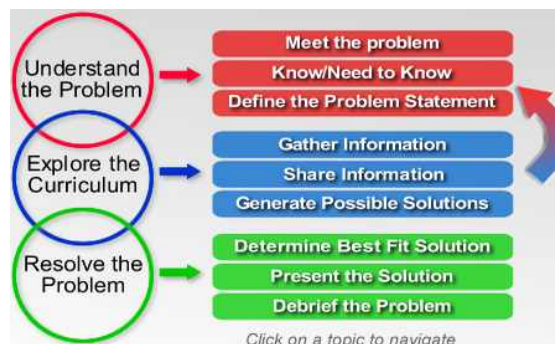 Understand
the Problem
Meet the problem
Know/Need to Know
Define the Problem Statement
Explore the
Curriculum
Gather Information
Share Information
Generate Possible Solutions
Resolve the
Problem
Determine Best Fit Solution
Present the Solution
Debrief the Problem
Click on a topic to navigate